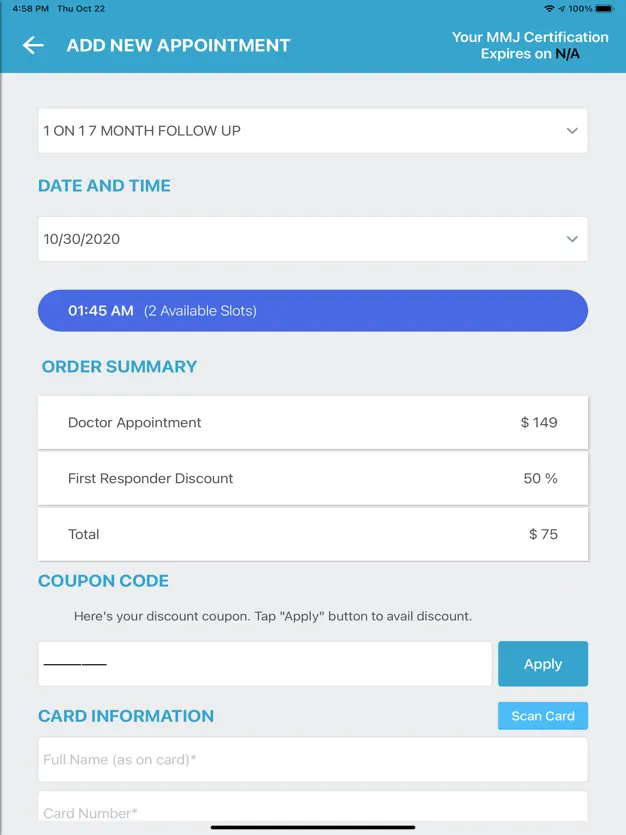 4:58 PM Thu Oct 22 100%
ADD NEW APPOINTMENT
Your MMJ Certification
Expires on N/A
1 ON 1 7 MONTH FOLLOW UP
DATE AND TIME
10/30/2020
01:45 AM (2 Available Slots)
ORDER SUMMARY
Doctor Appointment $ 149
First Responder Discount 50 %
Total $ 75
COUPON CODE
Here's your discount coupon. Tap "Apply" button to avail discount.
Apply
CARD INFORMATION Scan Card
Full Name (as on card)*
Card Number*